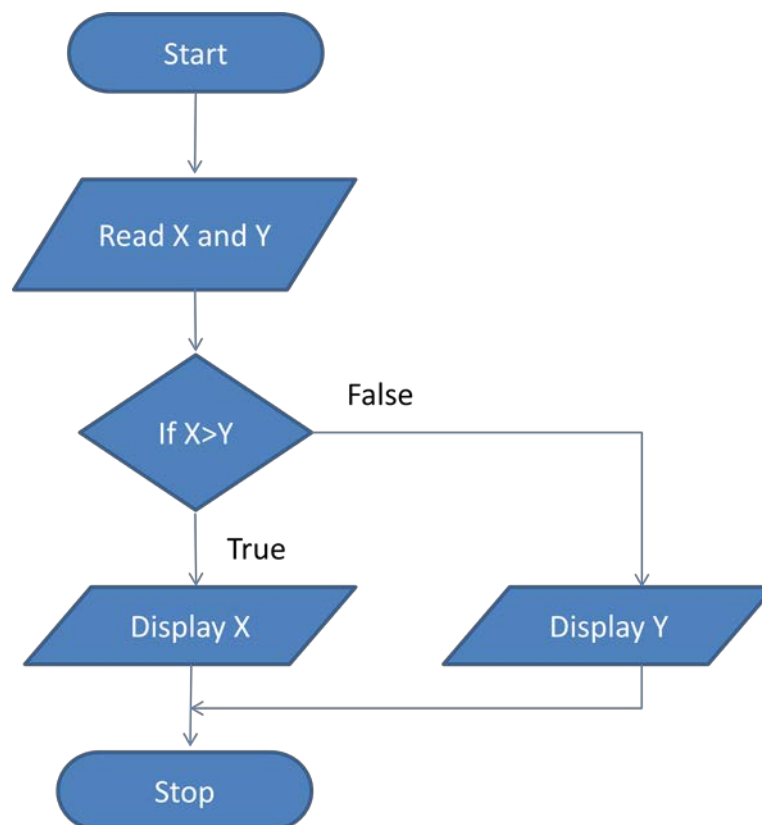 Start
Read X and Y
False
If X>Y
True
Display X
Display Y
Stop